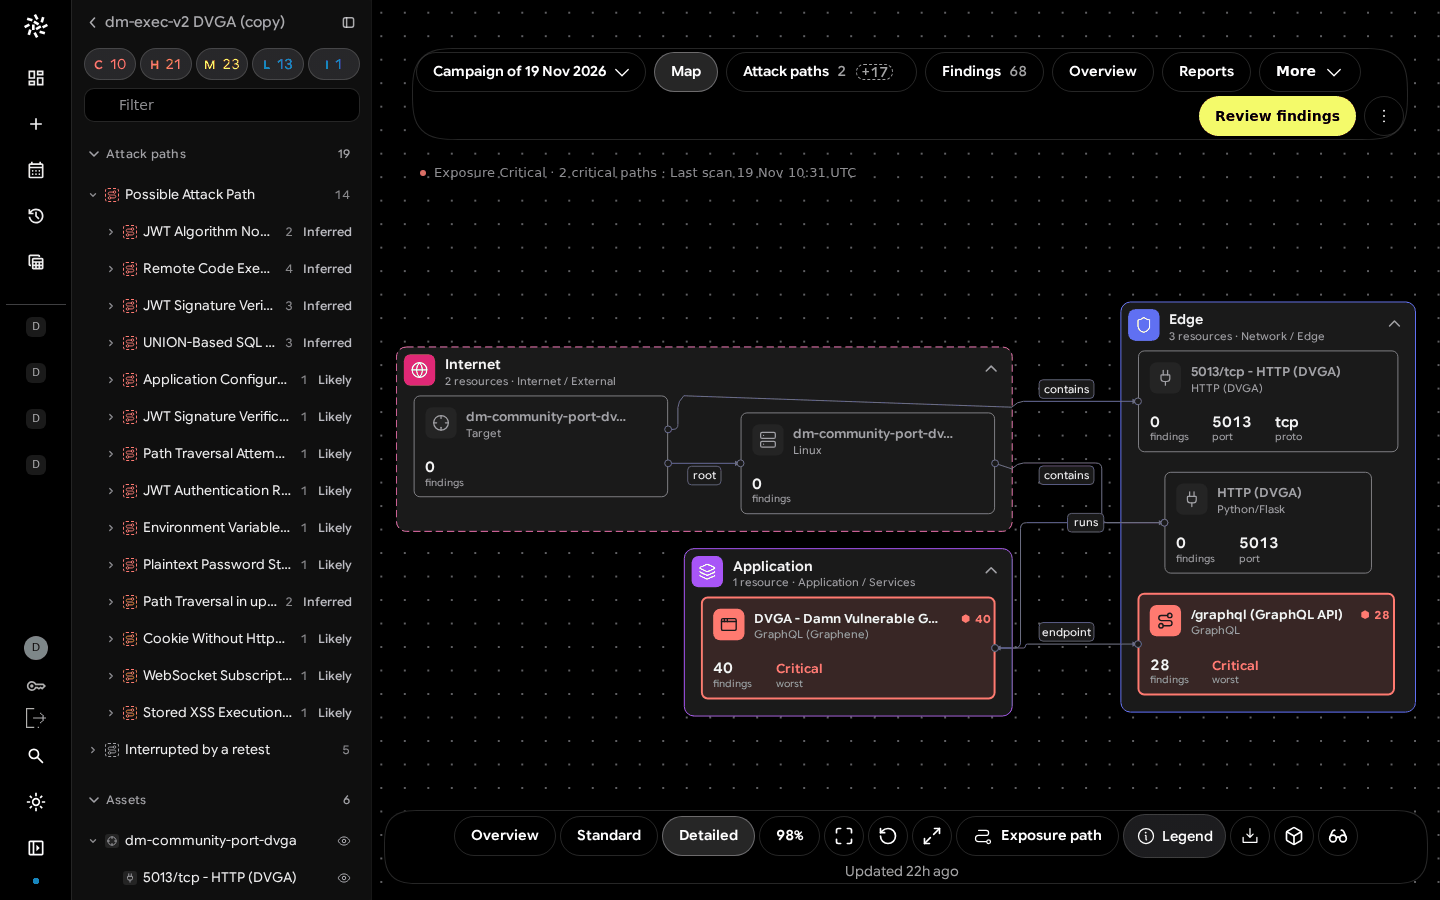 dm-exec-v2 DVGA (copy)
C 10
H 21
M 23
L 13
I 1
Filter
Attack paths 19
Possible Attack Path 14
JWT Algorithm No... 2 Inferred
Remote Code Exe... 4 Inferred
JWT Signature Veri... 3 Inferred
UNION-Based SQL ... 3 Inferred
Application Configur... 1 Likely
JWT Signature Verific... 1 Likely
Path Traversal Attem... 1 Likely
JWT Authentication R... 1 Likely
Environment Variable... 1 Likely
Plaintext Password St... 1 Likely
Path Traversal in up... 2 Inferred
Cookie Without Http... 1 Likely
WebSocket Subscript... 1 Likely
Stored XSS Execution... 1 Likely
Interrupted by a retest 5
Assets 6
dm-community-port-dvga
5013/tcp - HTTP (DVGA)
D
D
D
D
D
Campaign of 19 Nov 2026
Map
Attack paths 2 +17
Findings 68
Overview
Reports
More
Review findings
Exposure Critical · 2 critical paths · Last scan 19 Nov 10:31 UTC
Internet
2 resources · Internet / External
dm-community-port-dv...
Target
0
findings
root
dm-community-port-dv...
Linux
0
findings
contains
contains
runs
endpoint
Application
1 resource · Application / Services
DVGA - Damn Vulnerable G... 40
GraphQL (Graphene)
40 Critical
findings worst
Edge
3 resources · Network / Edge
5013/tcp - HTTP (DVGA)
HTTP (DVGA)
0 5013 tcp
findings port proto
HTTP (DVGA)
Python/Flask
0 5013
findings port
/graphql (GraphQL API) 28
GraphQL
28 Critical
findings worst
Overview
Standard
Detailed
98%
Exposure path
Legend
Updated 22h ago